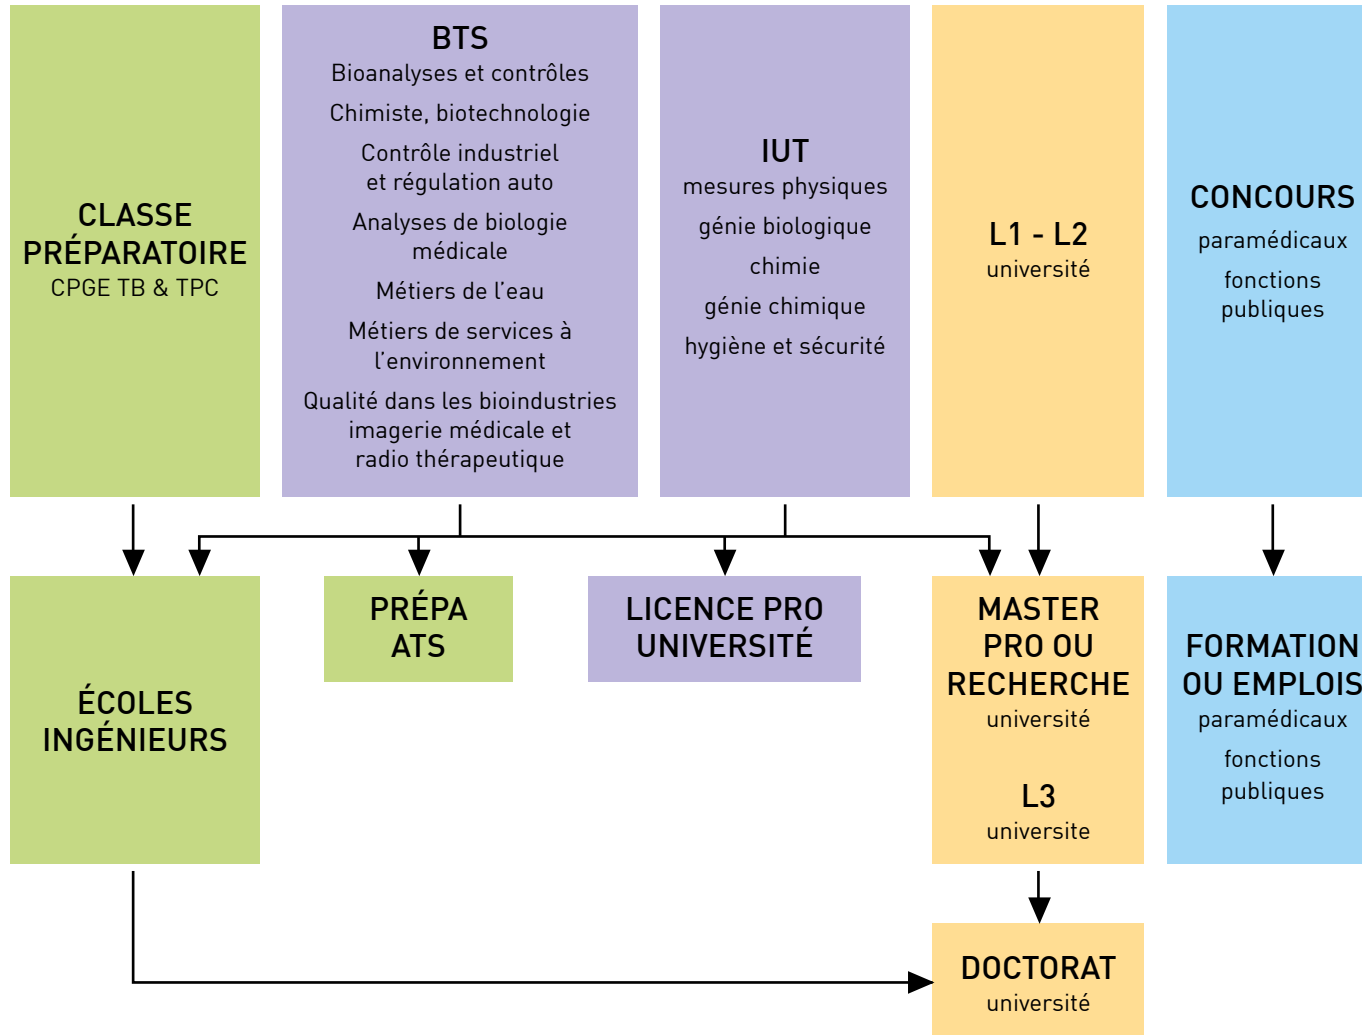 CLASSE
PRÉPARATOIRE
CPGE TB & TPC
BTS
Bioanalyses et contrôles
Chimiste, biotechnologie
Contrôle industriel
et régulation auto
Analyses de biologie
médicale
Métiers de l’eau
Métiers de services à
l’environnement
Qualité dans les bioindustries
imagerie médicale et
radio thérapeutique
IUT
mesures physiques
génie biologique
chimie
génie chimique
hygiène et sécurité
L1 - L2
université
CONCOURS
paramédicaux
fonctions
publiques
ÉCOLES
INGÉNIEURS
PRÉPA
ATS
LICENCE PRO
UNIVERSITÉ
MASTER
PRO OU
RECHERCHE
université
L3
universite
FORMATION
OU EMPLOIS
paramédicaux
fonctions
publiques
DOCTORAT
université